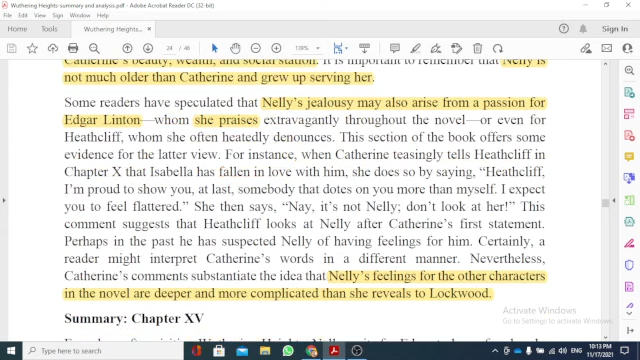 Wuthering Heights-summary and analysis.pdf - Adobe Acrobat Reader DC (32-bit)
File Edit View Sign Window Help
Home Tools Wuthering Heights-... × Sign In
24 / 46 139%
Catherine's beauty, wealth, and social station. It is important to remember that Nelly is
not much older than Catherine and grew up serving her.
Some readers have speculated that Nelly's jealousy may also arise from a passion for
Edgar Linton—whom she praises extravagantly throughout the novel—or even for
Heathcliff, whom she often heatedly denounces. This section of the book offers some
evidence for the latter view. For instance, when Catherine teasingly tells Heathcliff in
Chapter X that Isabella has fallen in love with him, she does so by saying, "Heathcliff,
I'm proud to show you, at last, somebody that dotes on you more than myself. I expect
you to feel flattered." She then says, "Nay, it's not Nelly; don't look at her!" This
comment suggests that Heathcliff looks at Nelly after Catherine's first statement.
Perhaps in the past he has suspected Nelly of having feelings for him. Certainly, a
reader might interpret Catherine's words in a different manner. Nevertheless,
Catherine's comments substantiate the idea that Nelly's feelings for the other characters
in the novel are deeper and more complicated than she reveals to Lockwood.
Activate Windows
Go to Settings to activate Windows.
Summary: Chapter XV
10:13 PM
11/17/2021